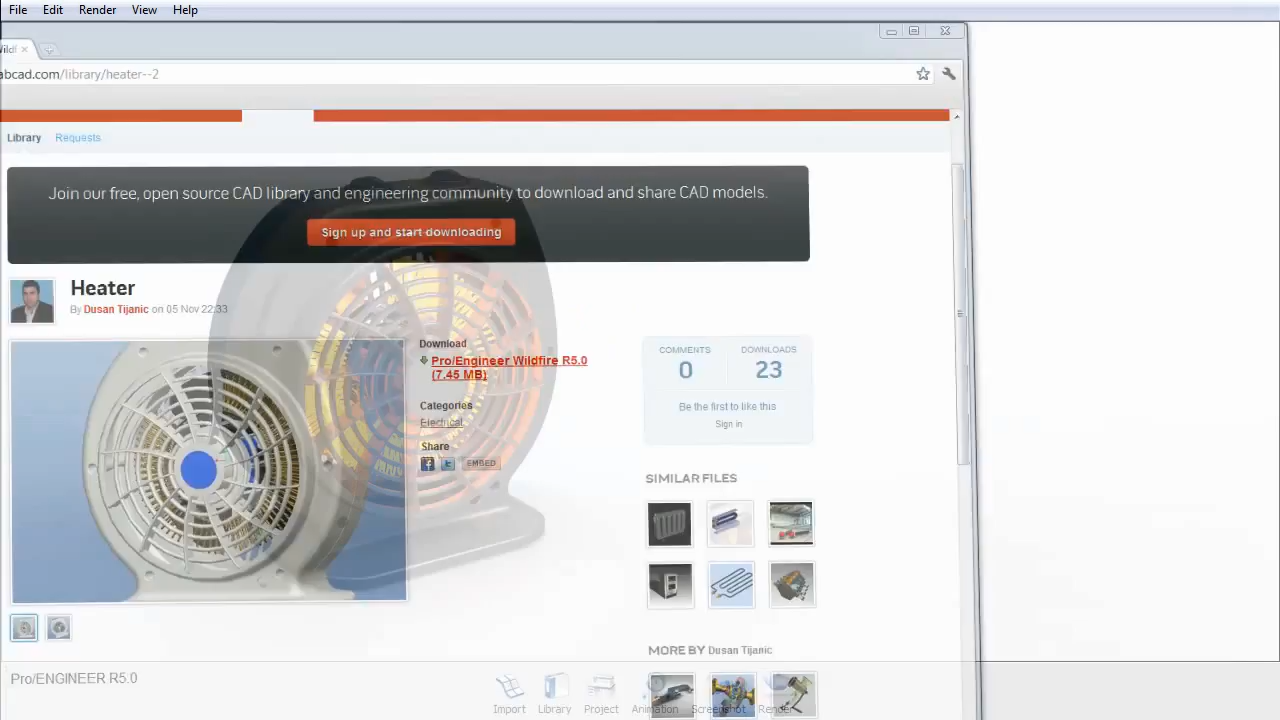 File Edit Render View Help
Wildf
abcad.com/library/heater--2
Library Requests
Join our free, open source CAD library and engineering community to download and share CAD models.
Sign up and start downloading
Heater
By Dusan Tijanic on 05 Nov 22:33
Download
Pro/Engineer Wildfire R5.0
(7.45 MB)
Categories
Electrical
Share
EMBED
COMMENTS DOWNLOADS
0 23
Be the first to like this
Sign in
SIMILAR FILES
MORE BY Dusan Tijanic
Pro/ENGINEER R5.0
Import Library Project Animation Screenshot Render